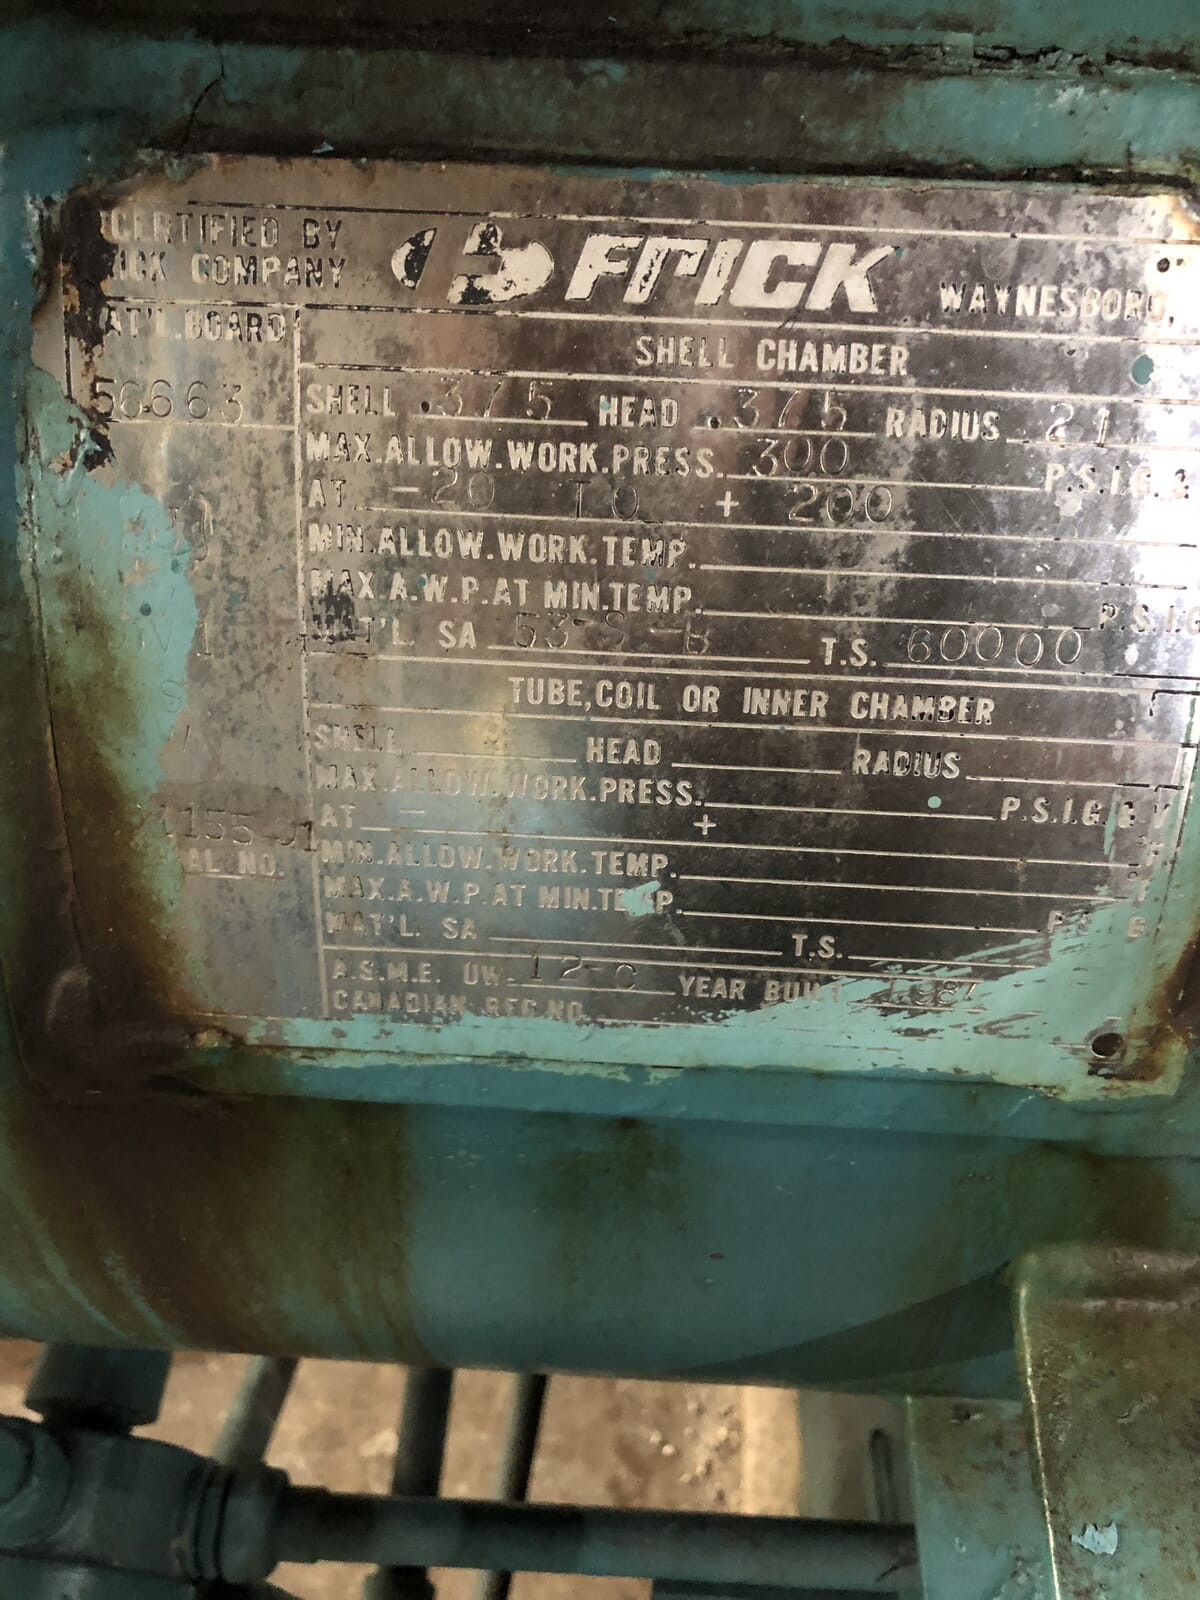 CERTIFIED BY
COMPANY
FRICK
WAYNESBORO,
NAT'L.BOARD
56663
SHELL CHAMBER
SHELL .375 HEAD .375 RADIUS 21
MAX.ALLOW.WORK.PRESS. 300 P.S.I.G.@
AT -20 TO + 200
MIN.ALLOW.WORK.TEMP.
MAX.A.W.P.AT MIN.TEMP. P.S.I.G
MAT'L. SA 53-S-B T.S. 60000
TUBE,COIL OR INNER CHAMBER
SHELL HEAD RADIUS
MAX.ALLOW.WORK.PRESS. P.S.I.G.& V
AT - + °F.
MIN.ALLOW.WORK.TEMP. °F.
MAX.A.W.P.AT MIN.TEMP. P.S.I.G.
MAT'L. SA T.S.
A.S.M.E. UW- 12-C YEAR BUILT
CANADIAN REG.NO.
AL NO.